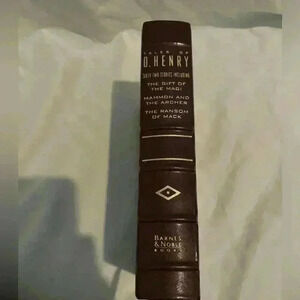 TALES OF
O. HENRY
SIXTY-TWO STORIES INCLUDING
THE GIFT OF
THE MAGI
MAMMON AND
THE ARCHER
THE RANSOM
OF MACK
BARNES
& NOBLE
BOOKS